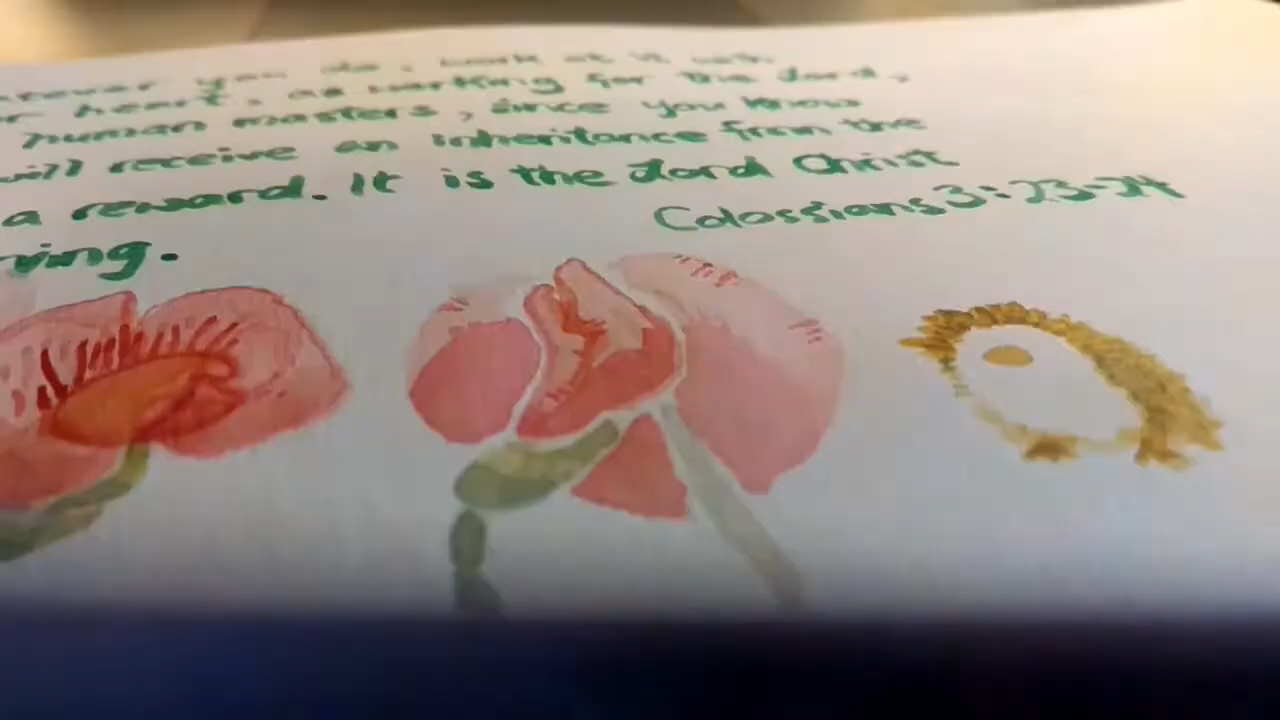 you do, work at it with
heart, as working for the Lord,
human masters, since you know
will receive an inheritance from the
a reward. It is the Lord Christ
ving.
Colossians 3:23-24